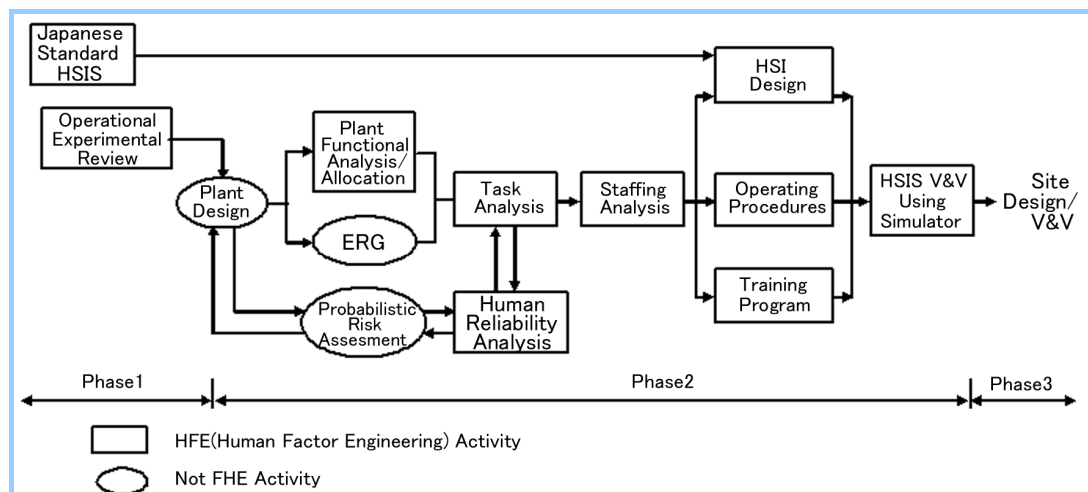 Japanese
Standard
HSIS
Operational
Experimental
Review
Plant
Design
Plant
Functional
Analysis/
Allocation
ERG
Probabilistic
Risk
Assesment
Task
Analysis
Human
Reliability
Analysis
Staffing
Analysis
HSI
Design
Operating
Procedures
Training
Program
HSIS V&V
Using
Simulator
Site
Design/
V&V
Phase1
Phase2
Phase3
HFE(Human Factor Engineering) Activity
Not FHE Activity